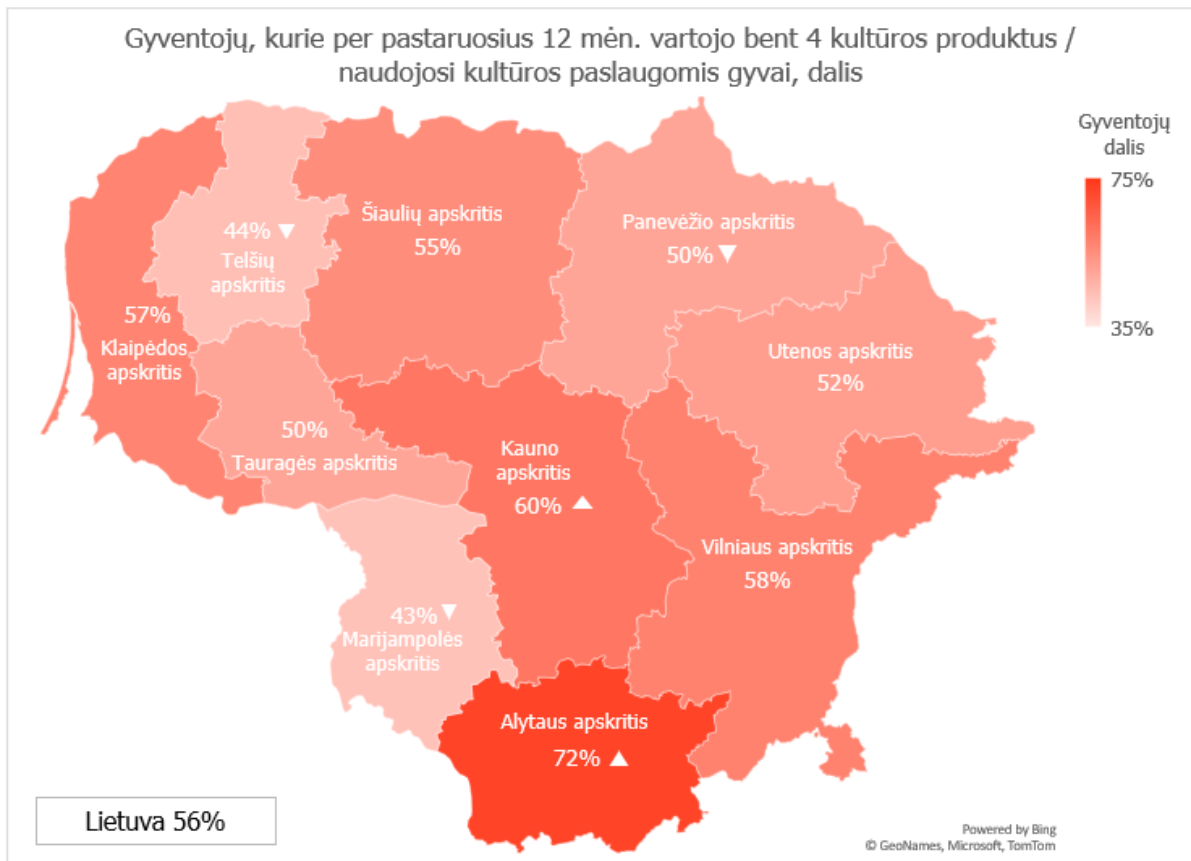 Gyventojų, kurie per pastaruosius 12 mėn. vartojo bent 4 kultūros produktus /
naudojosi kultūros paslaugomis gyvai, dalis
Gyventojų
dalis
75%
35%
44% ▼
Telšių
apskritis
Šiaulių apskritis
55%
Panevėžio apskritis
50% ▼
57%
Klaipėdos
apskritis
Utenos apskritis
52%
50%
Tauragės apskritis
Kauno
apskritis
60% ▲
Vilniaus apskritis
58%
43% ▼
Marijampolės
apskritis
Alytaus apskritis
72% ▲
Lietuva 56%
Powered by Bing
© GeoNames, Microsoft, TomTom